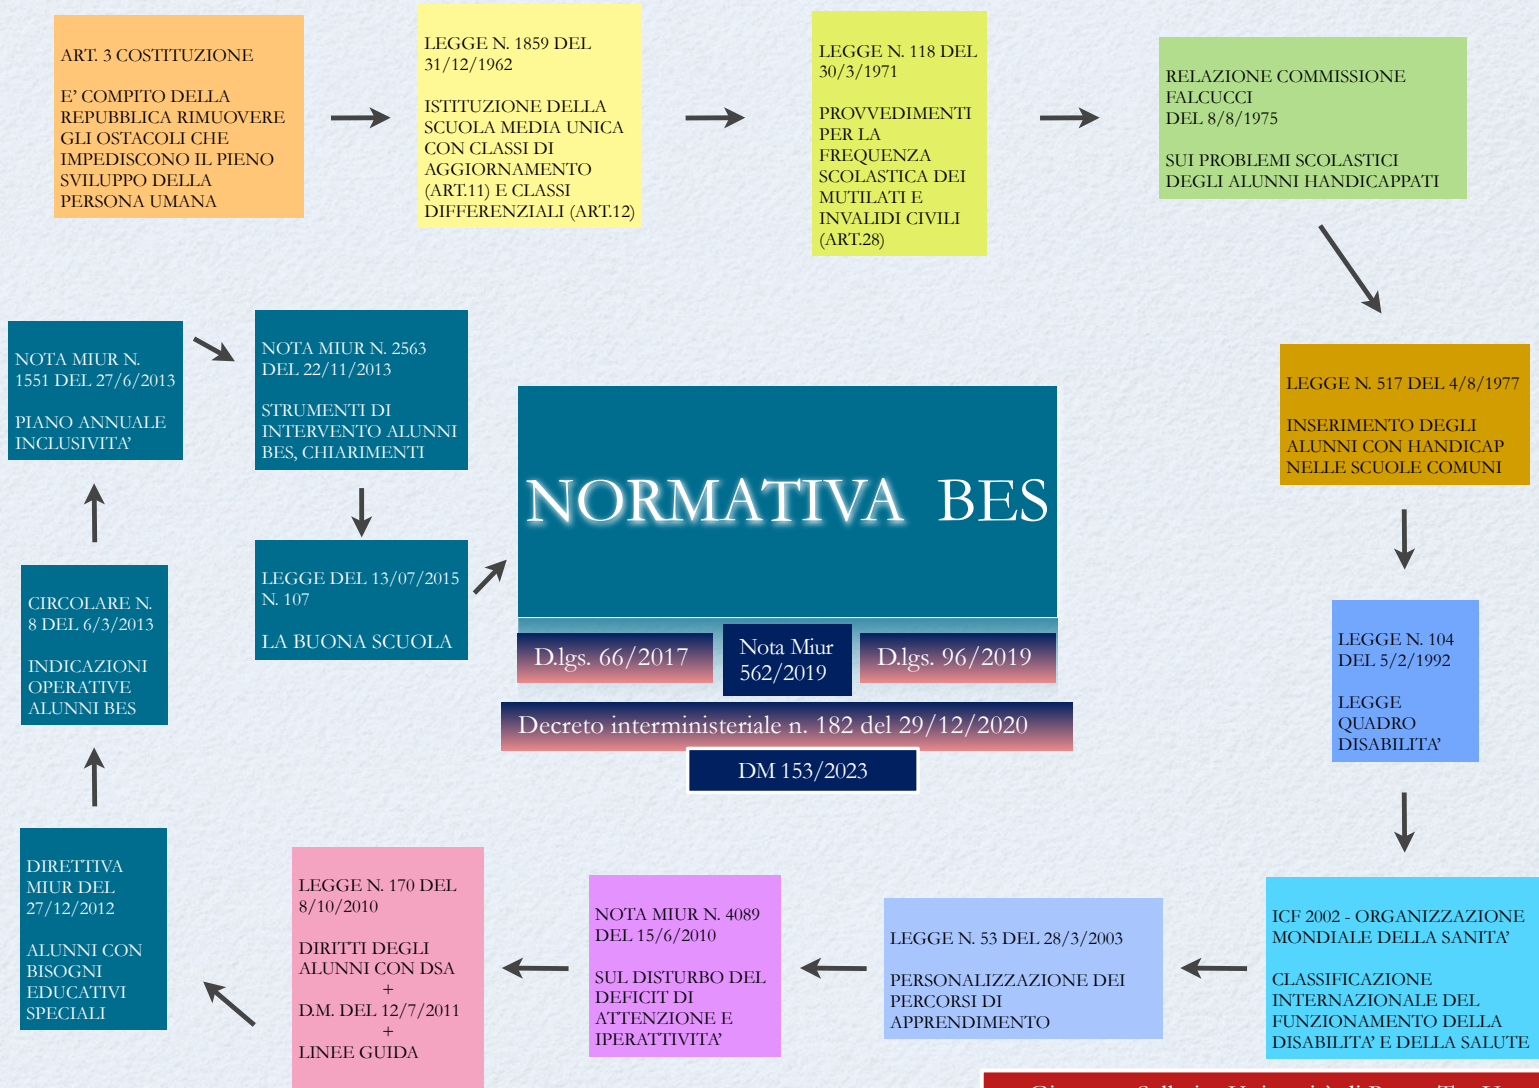 ART. 3 COSTITUZIONE
E' COMPITO DELLA
REPUBBLICA RIMUOVERE
GLI OSTACOLI CHE
IMPEDISCONO IL PIENO
SVILUPPO DELLA
PERSONA UMANA
LEGGE N. 1859 DEL
31/12/1962
ISTITUZIONE DELLA
SCUOLA MEDIA UNICA
CON CLASSI DI
AGGIORNAMENTO
(ART.11) E CLASSI
DIFFERENZIALI (ART.12)
LEGGE N. 118 DEL
30/3/1971
PROVVEDIMENTI
PER LA
FREQUENZA
SCOLASTICA DEI
MUTILATI E
INVALIDI CIVILI
(ART.28)
RELAZIONE COMMISSIONE
FALCUCCI
DEL 8/8/1975
SUI PROBLEMI SCOLASTICI
DEGLI ALUNNI HANDICAPPATI
LEGGE N. 517 DEL 4/8/1977
INSERIMENTO DEGLI
ALUNNI CON HANDICAP
NELLE SCUOLE COMUNI
LEGGE N. 104
DEL 5/2/1992
LEGGE
QUADRO
DISABILITA'
ICF 2002 - ORGANIZZAZIONE
MONDIALE DELLA SANITA'
CLASSIFICAZIONE
INTERNAZIONALE DEL
FUNZIONAMENTO DELLA
DISABILITA' E DELLA SALUTE
LEGGE N. 53 DEL 28/3/2003
PERSONALIZZAZIONE DEI
PERCORSI DI
APPRENDIMENTO
NOTA MIUR N. 4089
DEL 15/6/2010
SUL DISTURBO DEL
DEFICIT DI
ATTENZIONE E
IPERATTIVITA'
LEGGE N. 170 DEL
8/10/2010
DIRITTI DEGLI
ALUNNI CON DSA
+
D.M. DEL 12/7/2011
+
LINEE GUIDA
DIRETTIVA
MIUR DEL
27/12/2012
ALUNNI CON
BISOGNI
EDUCATIVI
SPECIALI
CIRCOLARE N.
8 DEL 6/3/2013
INDICAZIONI
OPERATIVE
ALUNNI BES
NOTA MIUR N.
1551 DEL 27/6/2013
PIANO ANNUALE
INCLUSIVITA'
NOTA MIUR N. 2563
DEL 22/11/2013
STRUMENTI DI
INTERVENTO ALUNNI
BES, CHIARIMENTI
LEGGE DEL 13/07/2015
N. 107
LA BUONA SCUOLA
NORMATIVA BES
D.lgs. 66/2017
Nota Miur
562/2019
D.lgs. 96/2019
Decreto interministeriale n. 182 del 29/12/2020
DM 153/2023